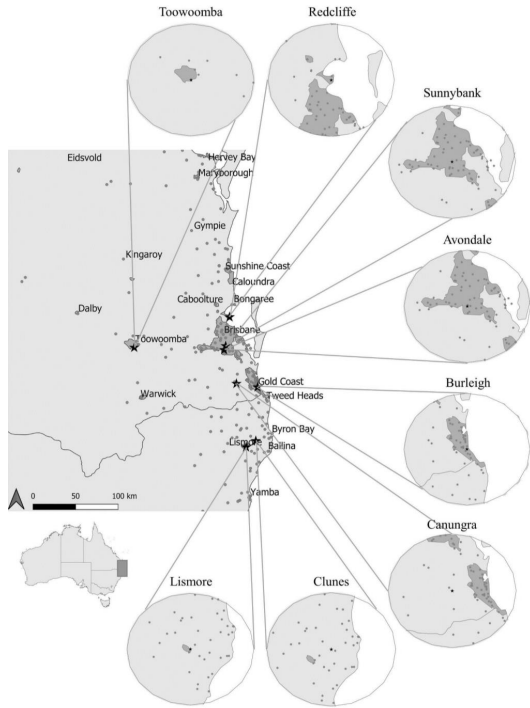 Toowoomba
Redcliffe
Sunnybank
Eidsvold
Hervey Bay
Maryborough
Gympie
Avondale
Kingaroy
Sunshine Coast
Caloundra
Caboolture Bongaree
Dalby
Brisbane
Toowoomba
Burleigh
Warwick
Gold Coast
Tweed Heads
Byron Bay
Lismore Ballina
Yamba
0 50 100 km
Canungra
Lismore
Clunes